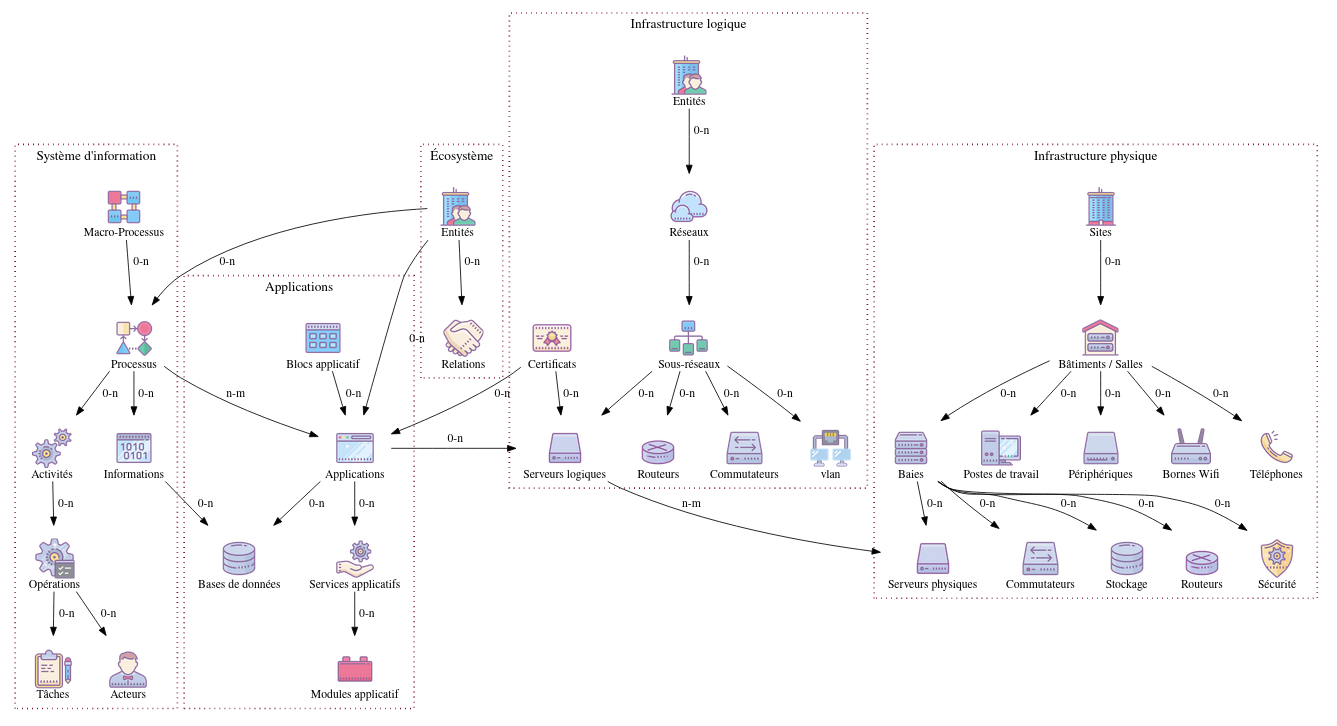 Infrastructure logique
Entités
0-n
Système d'information
Écosystème
Infrastructure physique
Macro-Processus
Entités
Réseaux
Sites
0-n
0-n
0-n
0-n
0-n
Applications
0-n
Processus
Blocs applicatif
Relations
Certificats
Sous-réseaux
Bâtiments / Salles
0-n
0-n
n-m
0-n
0-n
0-n
0-n
0-n
0-n
0-n
0-n
0-n
0-n
0-n
0-n
0-n
Activités
Informations
Applications
Serveurs logiques
Routeurs
Commutateurs
vlan
Baies
Postes de travail
Périphériques
Bornes Wifi
Téléphones
0-n
0-n
0-n
0-n
n-m
0-n
0-n
0-n
0-n
0-n
Opérations
Bases de données
Services applicatifs
Serveurs physiques
Commutateurs
Stockage
Routeurs
Sécurité
0-n
0-n
0-n
Tâches
Acteurs
Modules applicatif